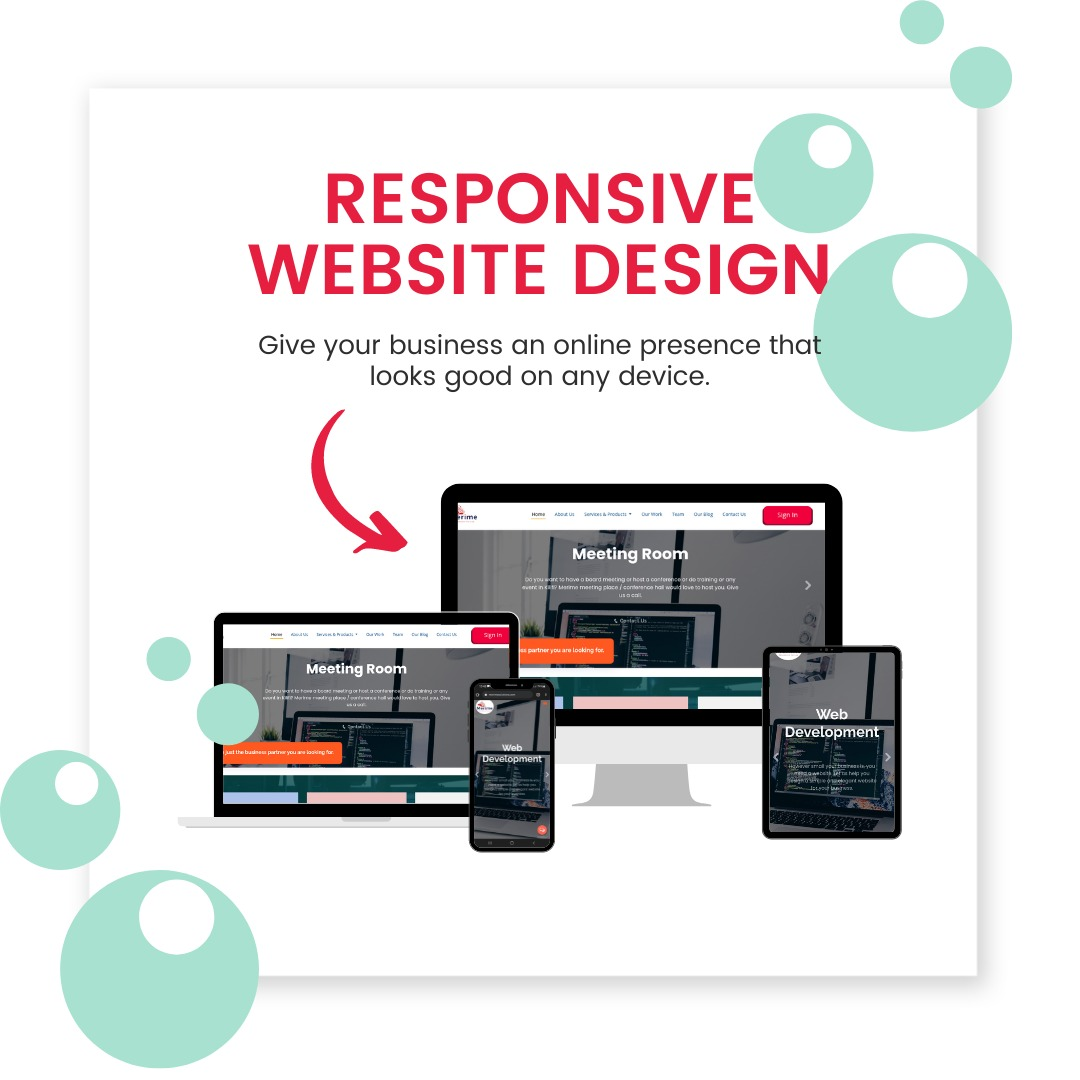 RESPONSIVE
WEBSITE DESIGN
Give your business an online presence that
looks good on any device.
erime
Home About Us Services & Products Our Work Team Our Blog Contact Us Sign In
Meeting Room
Do you want to have a board meeting or host a conference or do training or any
event in Kitit? Merime meeting place / conference hall would love to host you. Give
us a call.
Contact Us
ess partner you are looking for.
Home About Us Services & Products Our Work Team Our Blog Contact Us Sign In
Meeting Room
Do you want to have a board meeting or host a conference or do training or any
event in Kitit? Merime meeting place / conference hall would love to host you. Give
us a call.
Contact Us
just the business partner you are looking for.
Merime
Web
Development
Web
Development
However small your business is, you
need a website. Let us help you
design a simple and elegant website
for your business.